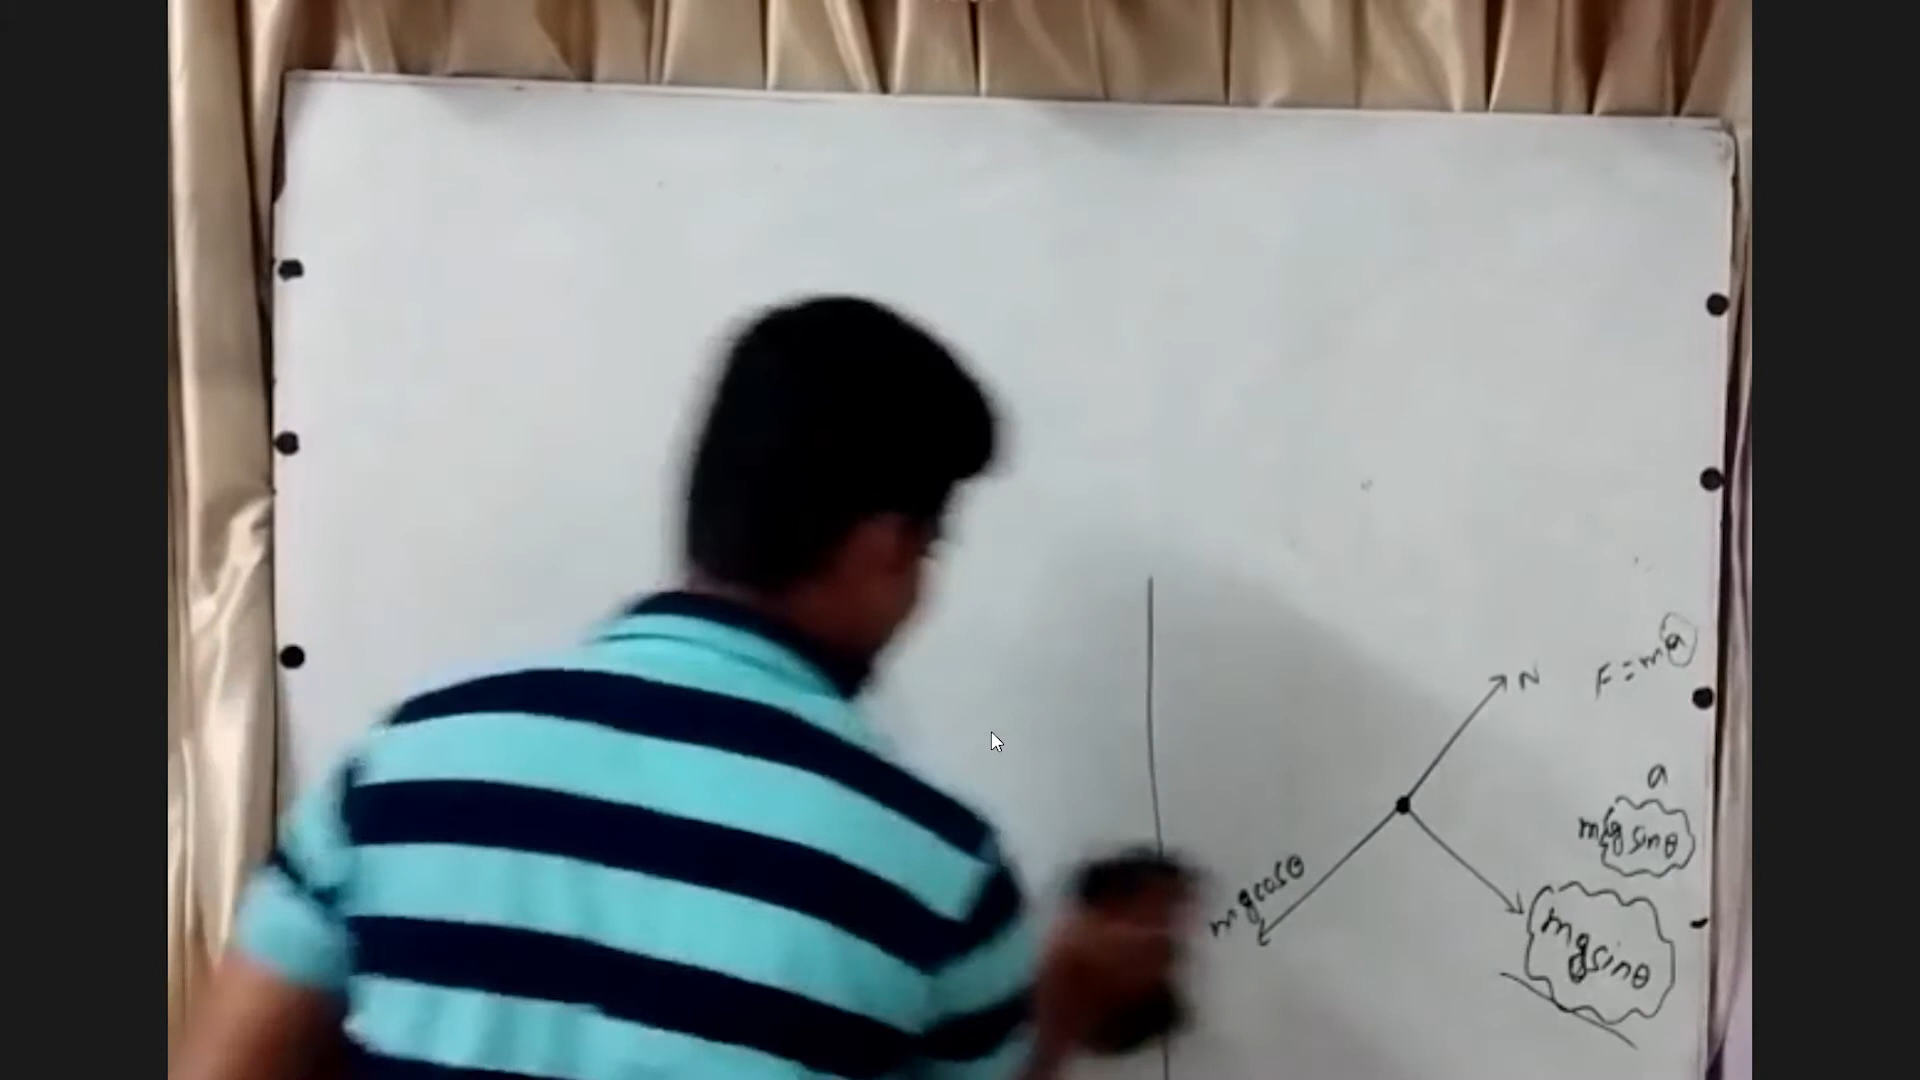 N
F = ma
a
mg sinθ
mg cosθ
mg sinθ